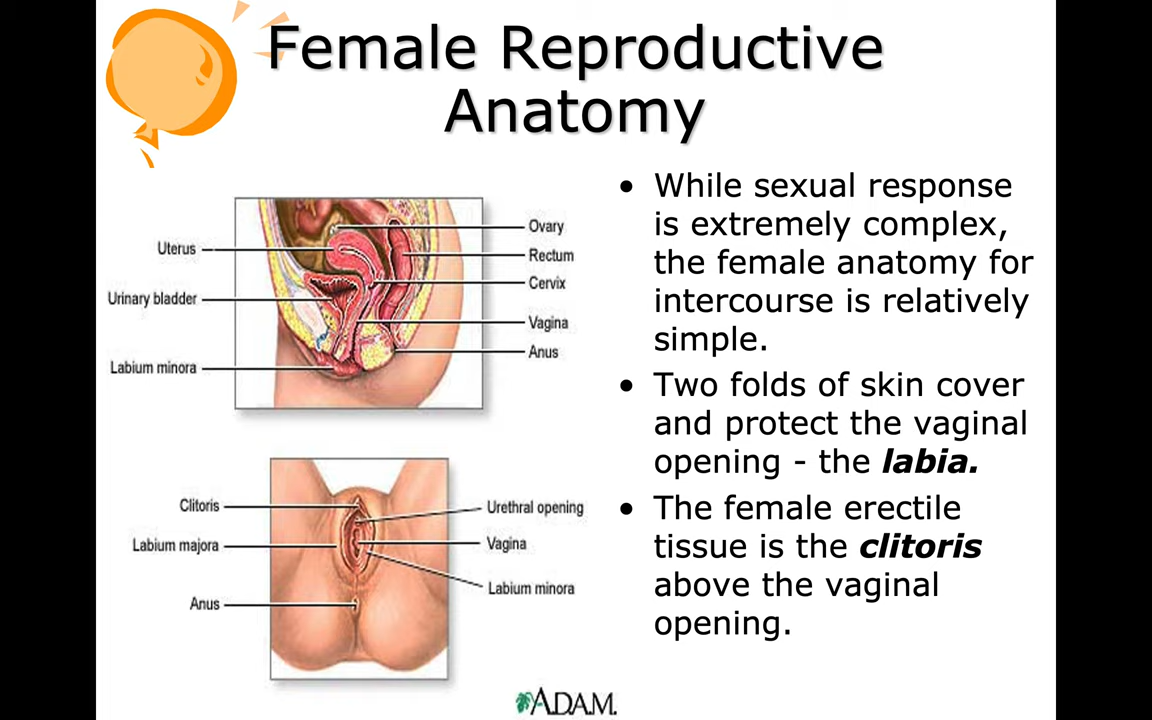 Female Reproductive
Anatomy
Uterus
Urinary bladder
Labium minora
Ovary
Rectum
Cervix
Vagina
Anus
Clitoris
Labium majora
Anus
Urethral opening
Vagina
Labium minora
• While sexual response
is extremely complex,
the female anatomy for
intercourse is relatively
simple.
• Two folds of skin cover
and protect the vaginal
opening - the labia.
• The female erectile
tissue is the clitoris
above the vaginal
opening.
A.D.A.M.